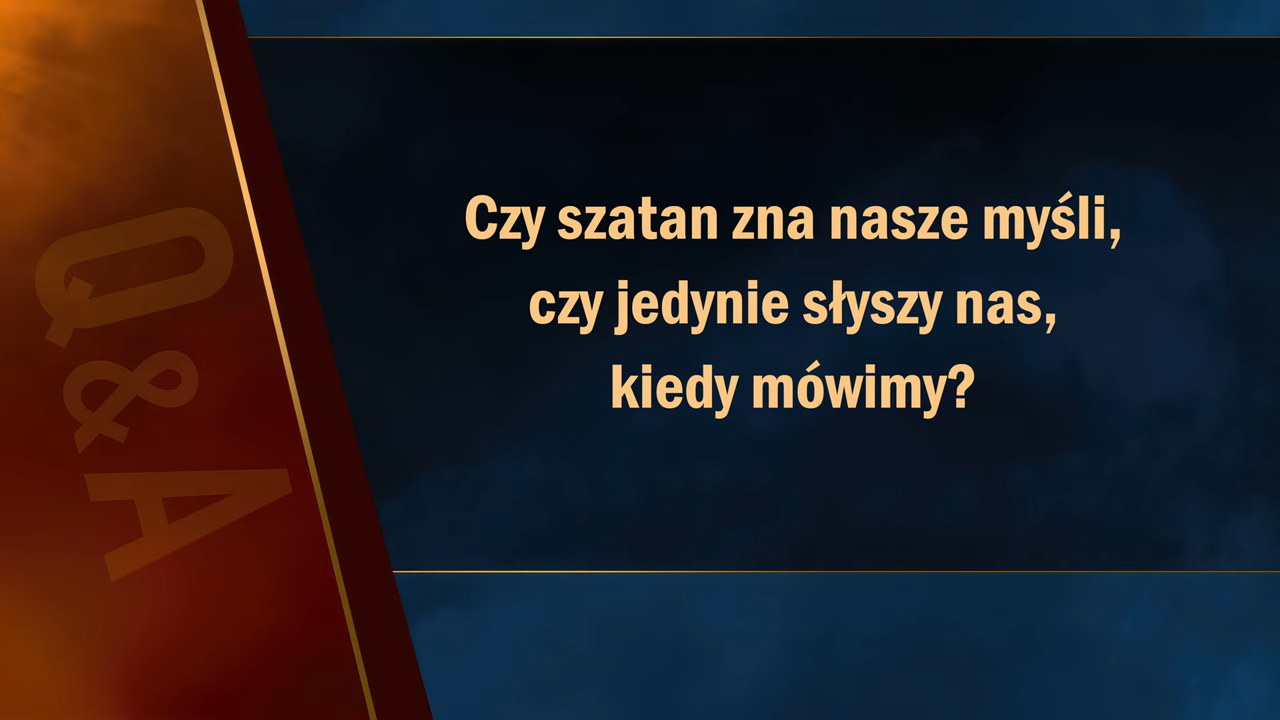 Q & A
Czy szatan zna nasze myśli,
czy jedynie słyszy nas,
kiedy mówimy?